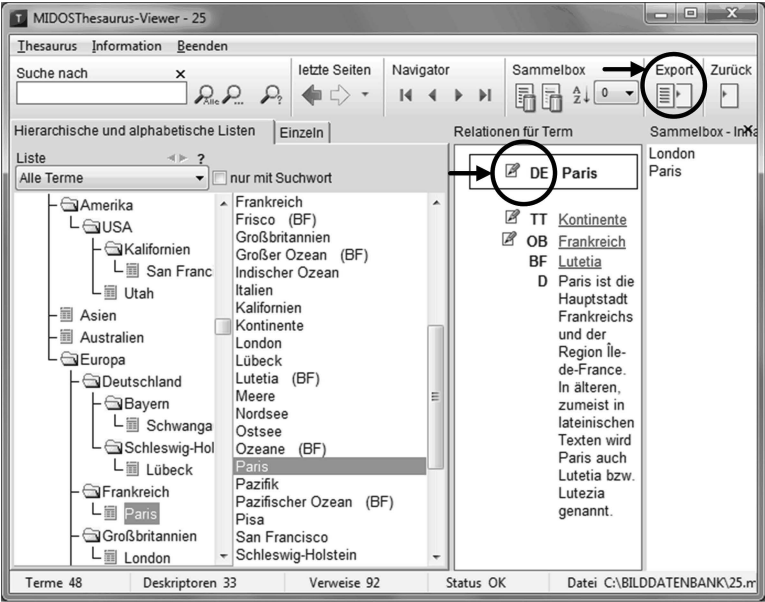 MIDOSThesaurus-Viewer - 25
Thesaurus Information Beenden
Suche nach x
Alle
?
letzte Seiten
Navigator
Sammelbox
A Z
0
Export
Zurück
Hierarchische und alphabetische Listen
Einzeln
Relationen für Term
Sammelbox -
Liste ?
Alle Terme
nur mit Suchwort
Amerika
USA
Kalifornien
San Franc
Utah
Asien
Australien
Europa
Deutschland
Bayern
Schwanga
Schleswig-Hol
Lübeck
Frankreich
Paris
Großbritannien
London
Frankreich
Frisco (BF)
Großbritannien
Großer Ozean (BF)
Indischer Ozean
Italien
Kalifornien
Kontinente
London
Lübeck
Lutetia (BF)
Meere
Nordsee
Ostsee
Ozeane (BF)
Paris
Pazifik
Pazifischer Ozean (BF)
Pisa
San Francisco
Schleswig-Holstein
DE Paris
TT Kontinente
OB Frankreich
BF Lutetia
D Paris ist die
Hauptstadt
Frankreichs
und der
Region Île-
de-France.
In älteren,
zumeist in
lateinischen
Texten wird
Paris auch
Lutetia bzw.
Lutezia
genannt.
London
Paris
Terme 48
Deskriptoren 33
Verweise 92
Status OK
Datei C:\BILDDATENBANK\25.m